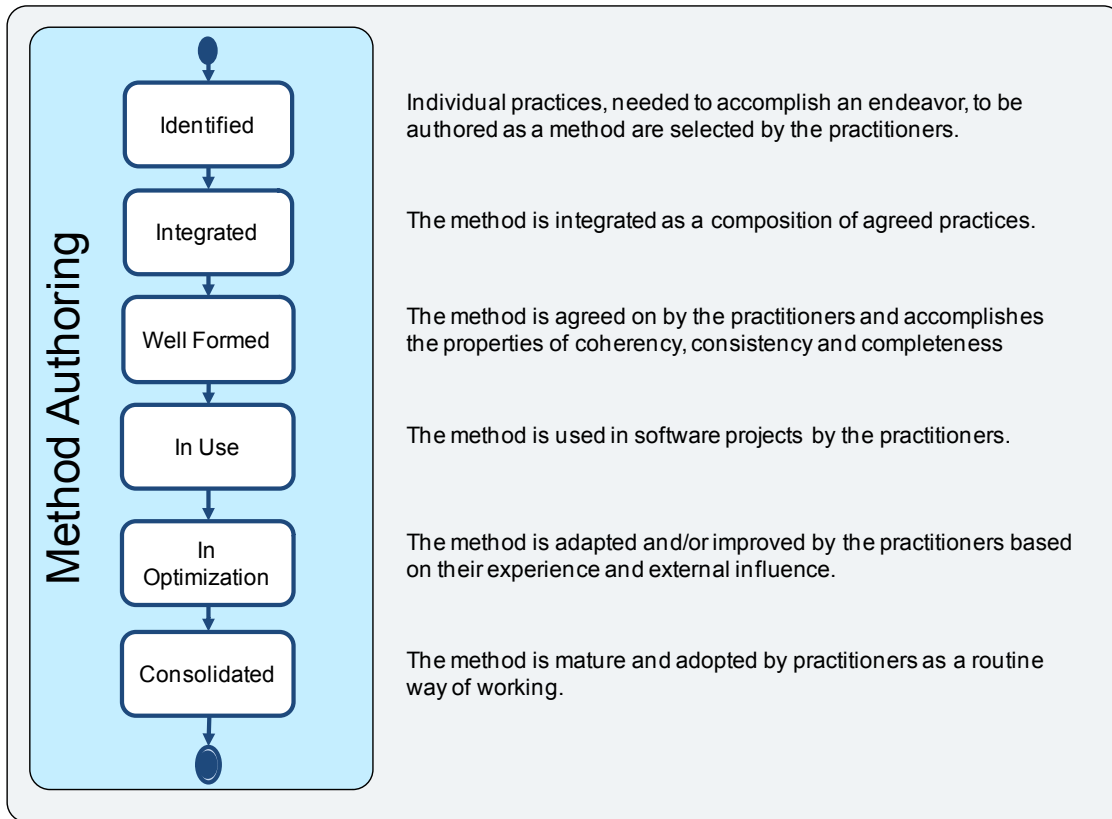 Method Authoring
Identified
Individual practices, needed to accomplish an endeavor, to be
authored as a method are selected by the practitioners.
Integrated
The method is integrated as a composition of agreed practices.
Well Formed
The method is agreed on by the practitioners and accomplishes
the properties of coherency, consistency and completeness
In Use
The method is used in software projects by the practitioners.
In
Optimization
The method is adapted and/or improved by the practitioners based
on their experience and external influence.
Consolidated
The method is mature and adopted by practitioners as a routine
way of working.